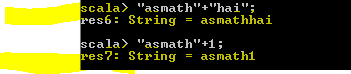 scala> "asmath"+"hai";
res6: String = asmathhai
scala> "asmath"+1;
res7: String = asmath1